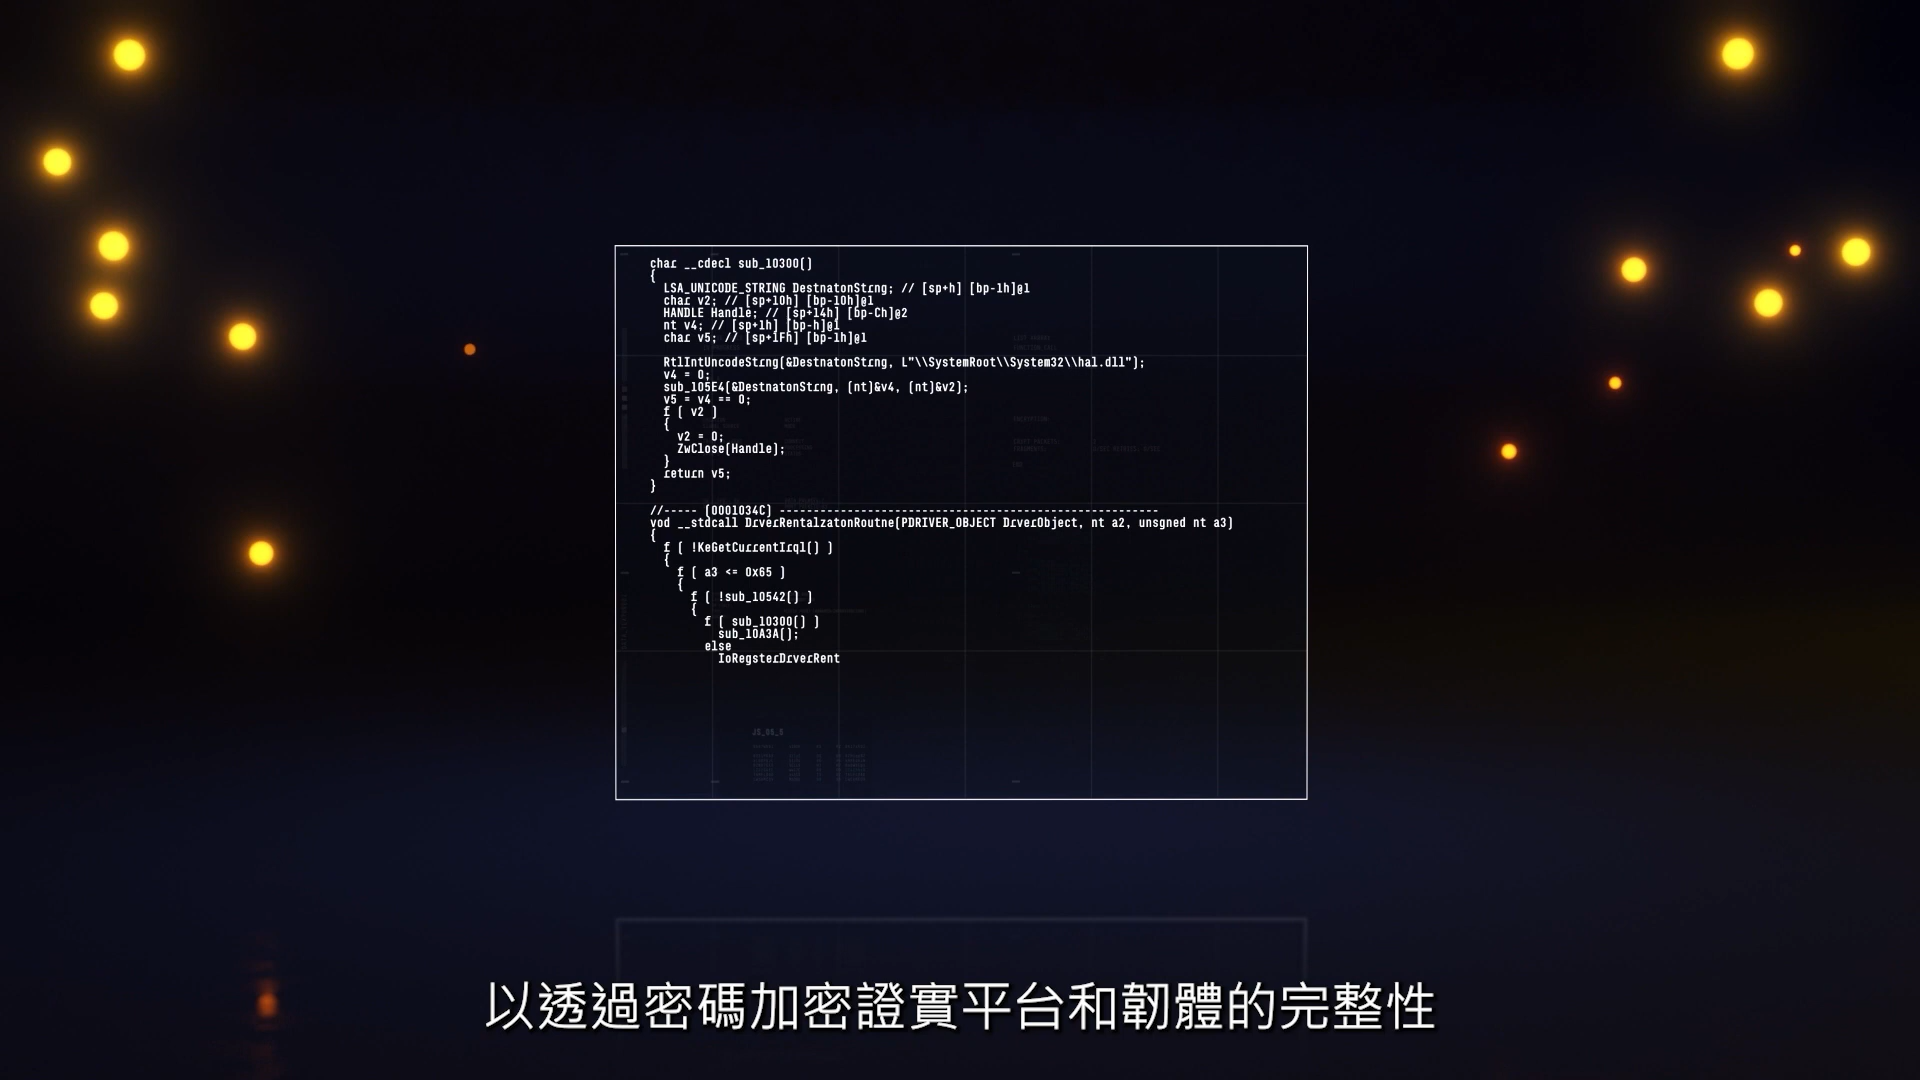 char __cdecl sub_10300()
{
LSA_UNICODE_STRING DestnatonStrng; // [sp+h] [bp-1h]@1
char v2; // [sp+10h] [bp-10h]@1
HANDLE Handle; // [sp+14h] [bp-Ch]@2
nt v4; // [sp+1h] [bp-h]@1
char v5; // [sp+1Fh] [bp-1h]@1
RtlIntUncodeStrng(&DestnatonStrng, L"\\SystemRoot\\System32\\hal.dll");
v4 = 0;
sub_105E4(&DestnatonStrng, (nt)&v4, (nt)&v2);
v5 = v4 == 0;
f ( v2 )
{
v2 = 0;
ZwClose(Handle);
}
return v5;
}
//----- (0001034C) --------------------------------------------------------
vod __stdcall DrverRentalzatonRoutne(PDRIVER_OBJECT DrverObject, nt a2, unsgned nt a3)
{
f ( !KeGetCurrentIrql() )
{
f ( a3 <= 0x65 )
{
f ( !sub_10542() )
{
f ( sub_10300() )
sub_10A3A();
else
IoRegsterDrverRent
以透過密碼加密證實平台和韌體的完整性